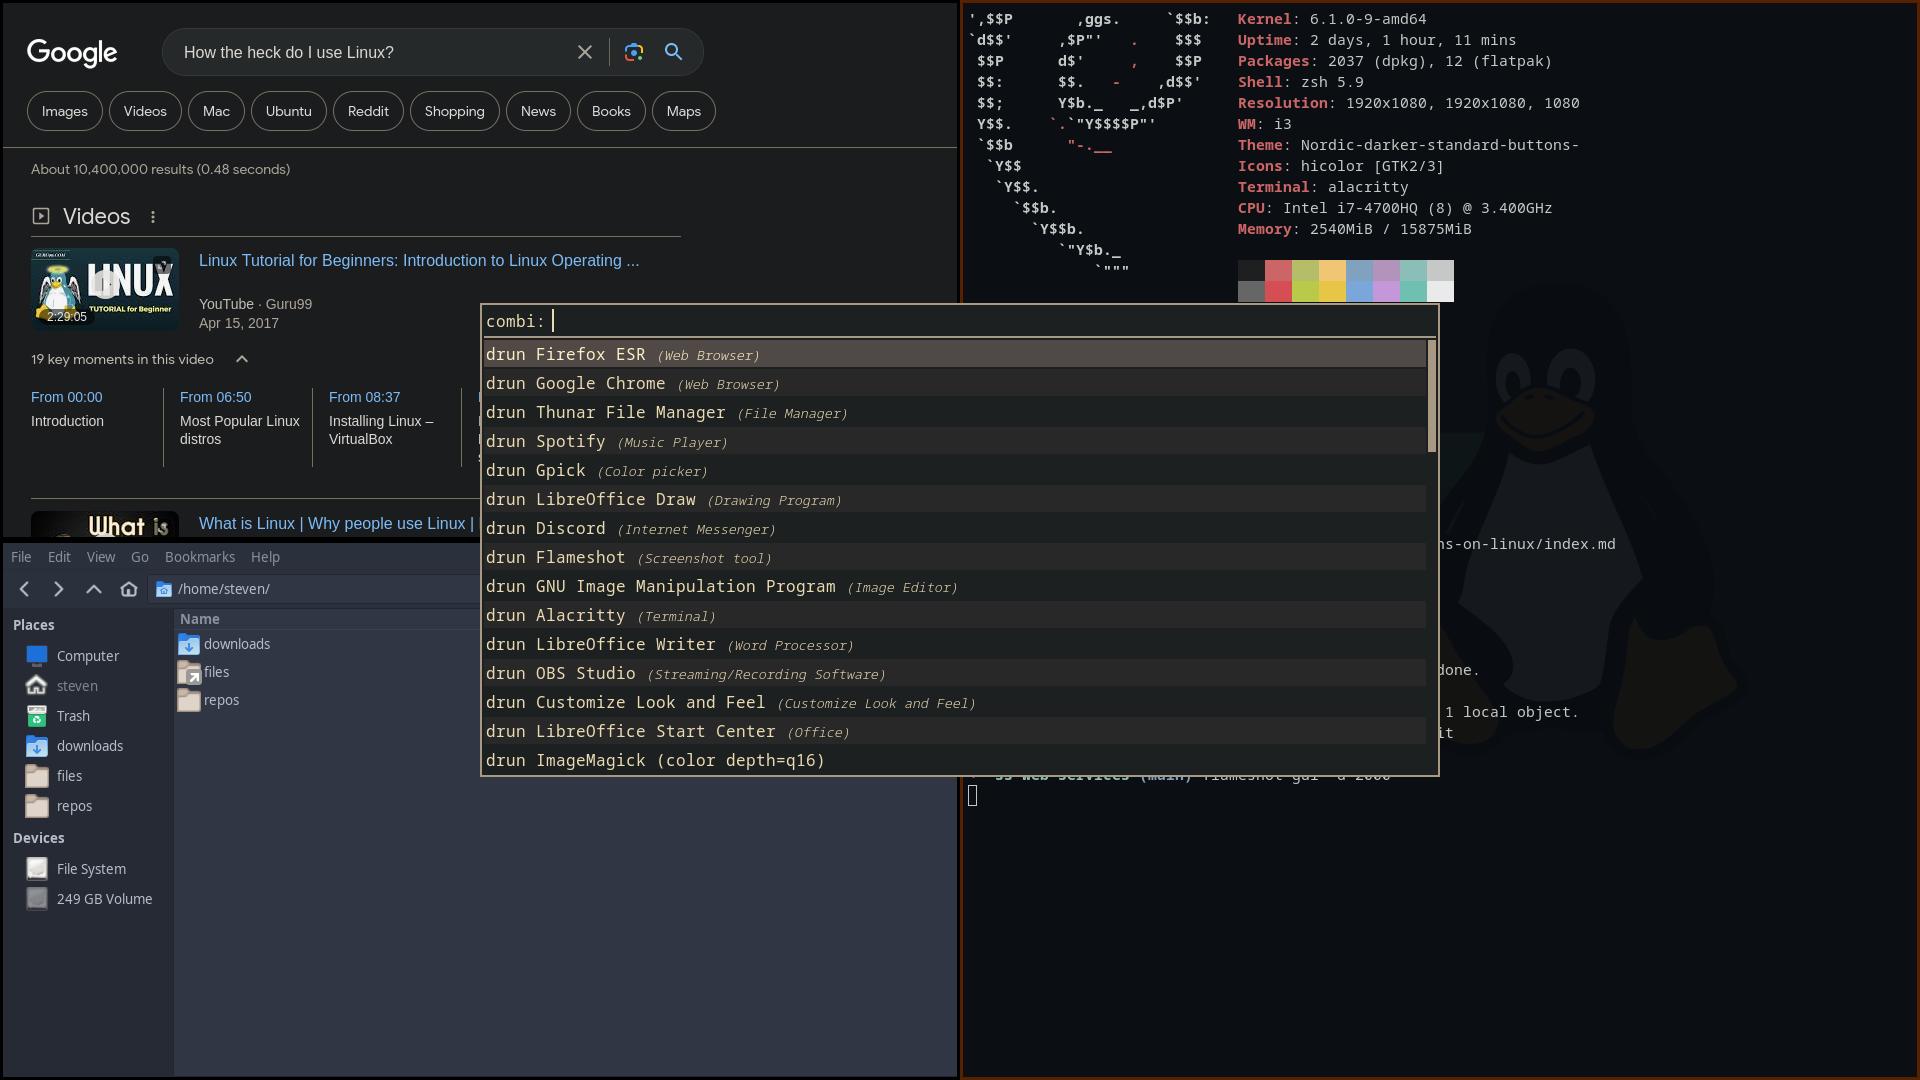 Google
How the heck do I use Linux?
Images
Videos
Mac
Ubuntu
Reddit
Shopping
News
Books
Maps
About 10,400,000 results (0.48 seconds)
Videos
LINUX
TUTORIAL for Beginner
2:29:05
Linux Tutorial for Beginners: Introduction to Linux Operating ...
YouTube · Guru99
Apr 15, 2017
19 key moments in this video
From 00:00
Introduction
From 06:50
Most Popular Linux
distros
From 08:37
Installing Linux –
VirtualBox
What is
What is Linux | Why people use Linux |
File Edit View Go Bookmarks Help
/home/steven/
Places
Computer
steven
Trash
downloads
files
repos
Devices
File System
249 GB Volume
Name
downloads
files
repos
',$$P       ,ggs.     `$$b:
`d$$'     ,$P"'   .    $$$
$$P      d$'     ,    $$P
$$:      $$.   -    ,d$$'
$$;      Y$b._   _,d$P'
Y$$.    `.`"Y$$$$P"'
`$$b      "-.__
`Y$$
`Y$$.
`$$b.
`Y$$b.
`"Y$b._
`"""
Kernel: 6.1.0-9-amd64
Uptime: 2 days, 1 hour, 11 mins
Packages: 2037 (dpkg), 12 (flatpak)
Shell: zsh 5.9
Resolution: 1920x1080, 1920x1080, 1080
WM: i3
Theme: Nordic-darker-standard-buttons-
Icons: hicolor [GTK2/3]
Terminal: alacritty
CPU: Intel i7-4700HQ (8) @ 3.400GHz
Memory: 2540MiB / 15875MiB
combi:
drun Firefox ESR (Web Browser)
drun Google Chrome (Web Browser)
drun Thunar File Manager (File Manager)
drun Spotify (Music Player)
drun Gpick (Color picker)
drun LibreOffice Draw (Drawing Program)
drun Discord (Internet Messenger)
drun Flameshot (Screenshot tool)
drun GNU Image Manipulation Program (Image Editor)
drun Alacritty (Terminal)
drun LibreOffice Writer (Word Processor)
drun OBS Studio (Streaming/Recording Software)
drun Customize Look and Feel (Customize Look and Feel)
drun LibreOffice Start Center (Office)
drun ImageMagick (color depth=q16)
ns-on-linux/index.md
done.
1 local object.
it